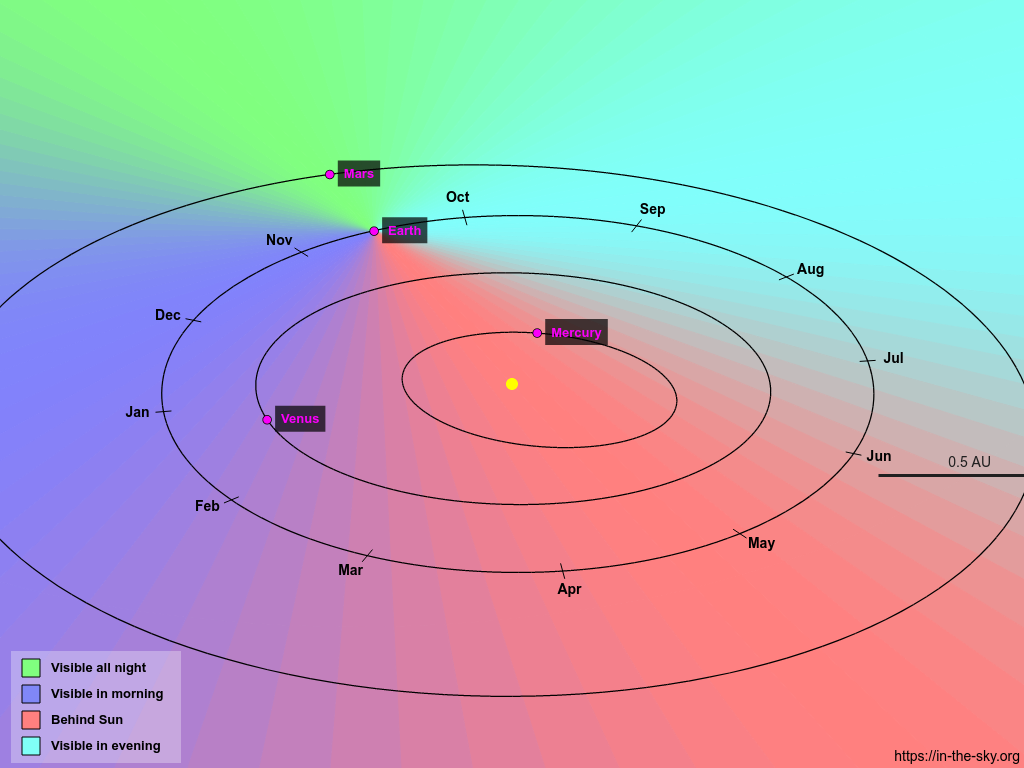 Mars
Oct
Sep
Earth
Nov
Aug
Dec
Mercury
Jul
Jan
Venus
Jun
0.5 AU
Feb
May
Mar
Apr
Visible all night
Visible in morning
Behind Sun
Visible in evening
https://in-the-sky.org